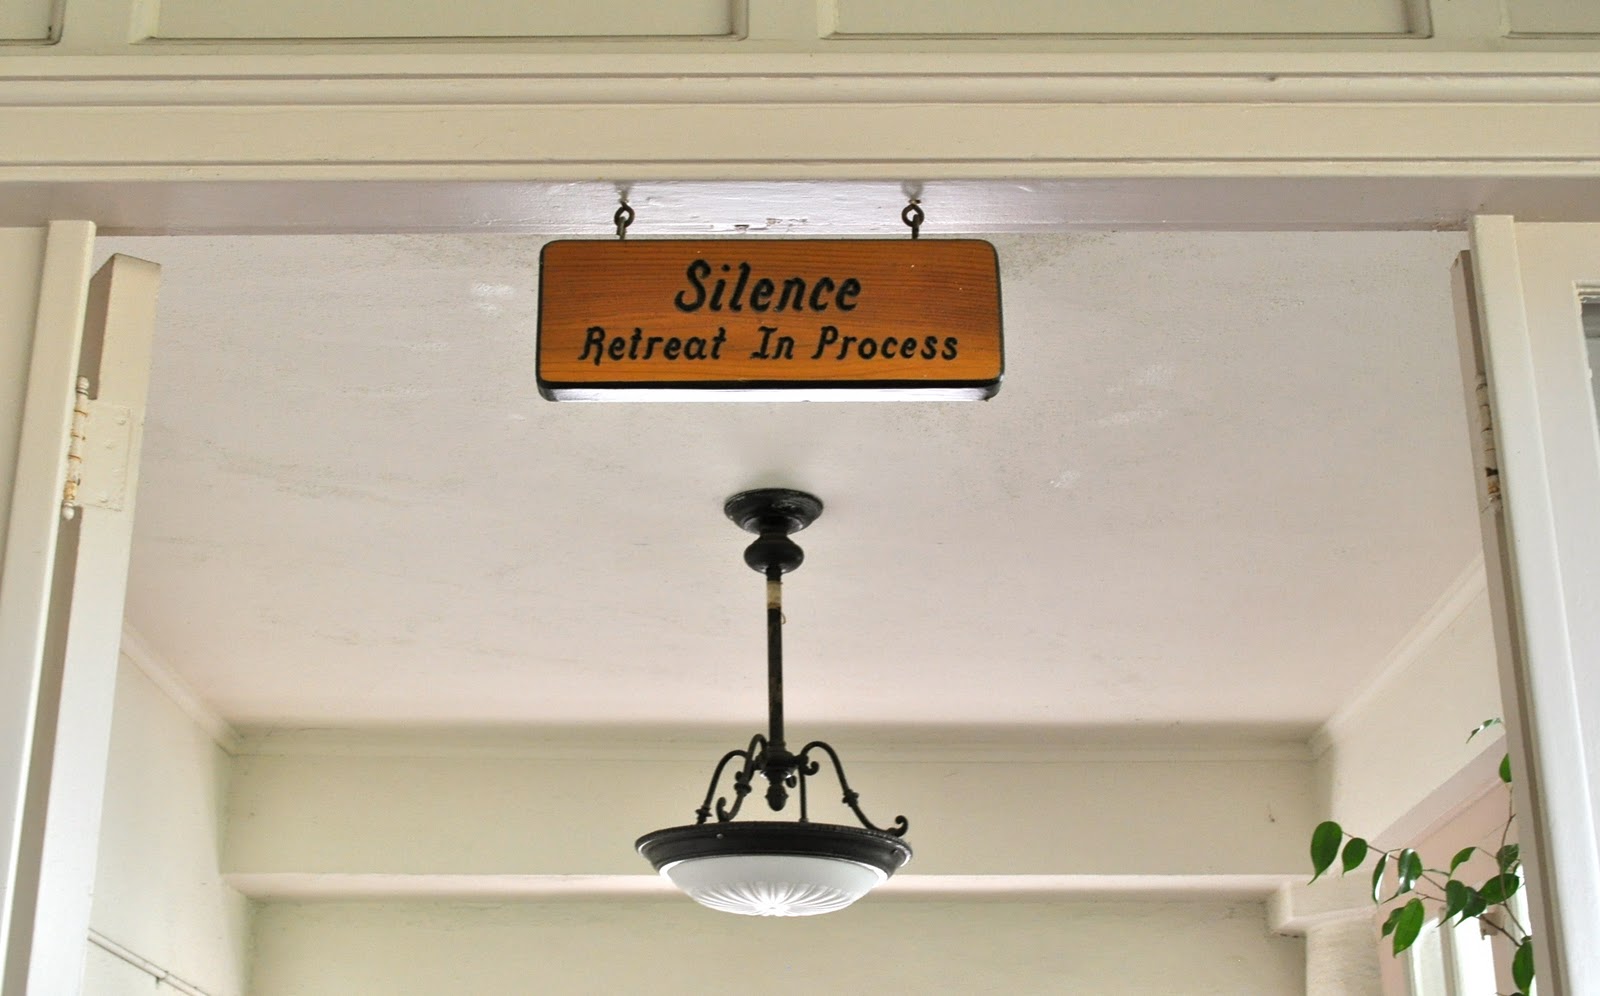 Silence
Retreat In Process